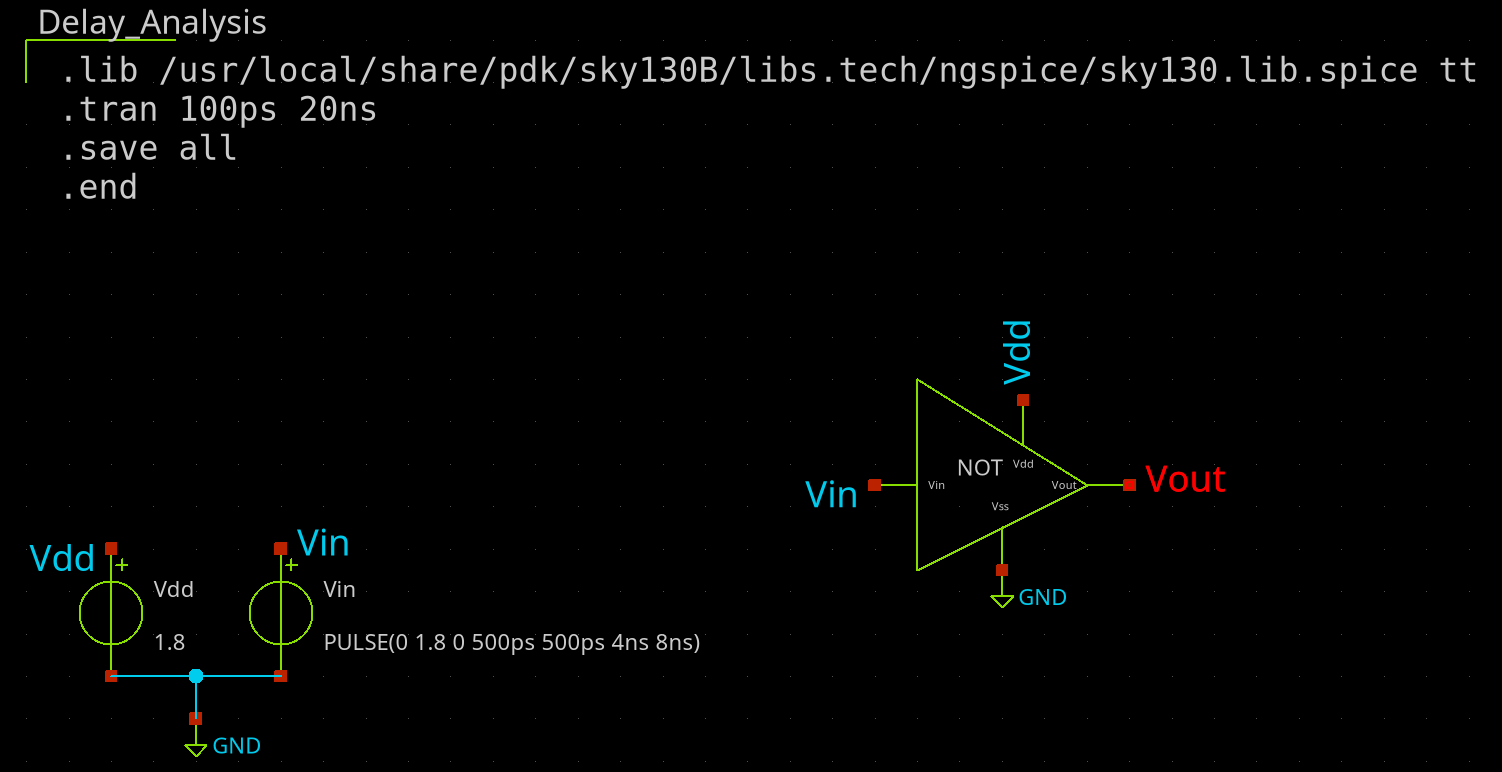 Delay_Analysis
.lib /usr/local/share/pdk/sky130B/libs.tech/ngspice/sky130.lib.spice tt
.tran 100ps 20ns
.save all
.end
Vdd
NOT
Vdd
Vin
Vin
Vout
Vout
Vss
GND
Vdd
+
Vdd
1.8
Vin
+
Vin
PULSE(0 1.8 0 500ps 500ps 4ns 8ns)
GND